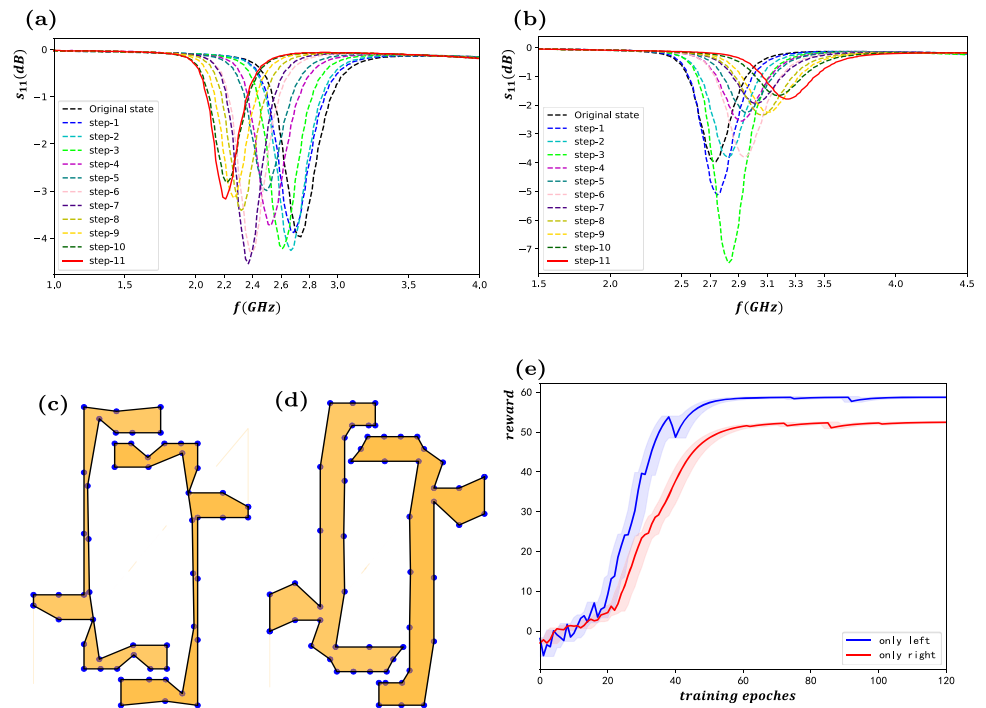 (a)
s11(dB)
0
−1
−2
−3
−4
Original state
step-1
step-2
step-3
step-4
step-5
step-6
step-7
step-8
step-9
step-10
step-11
1.0 1.5 2.0 2.2 2.4 2.6 2.8 3.0 3.5 4.0
f(GHz)
(b)
s11(dB)
0
−1
−2
−3
−4
−5
−6
−7
Original state
step-1
step-2
step-3
step-4
step-5
step-6
step-7
step-8
step-9
step-10
step-11
1.5 2.0 2.5 2.7 2.9 3.1 3.3 3.5 4.0 4.5
f(GHz)
(c)
(d)
(e)
reward
60
50
40
30
20
10
0
only left
only right
0 20 40 60 80 100 120
training epoches